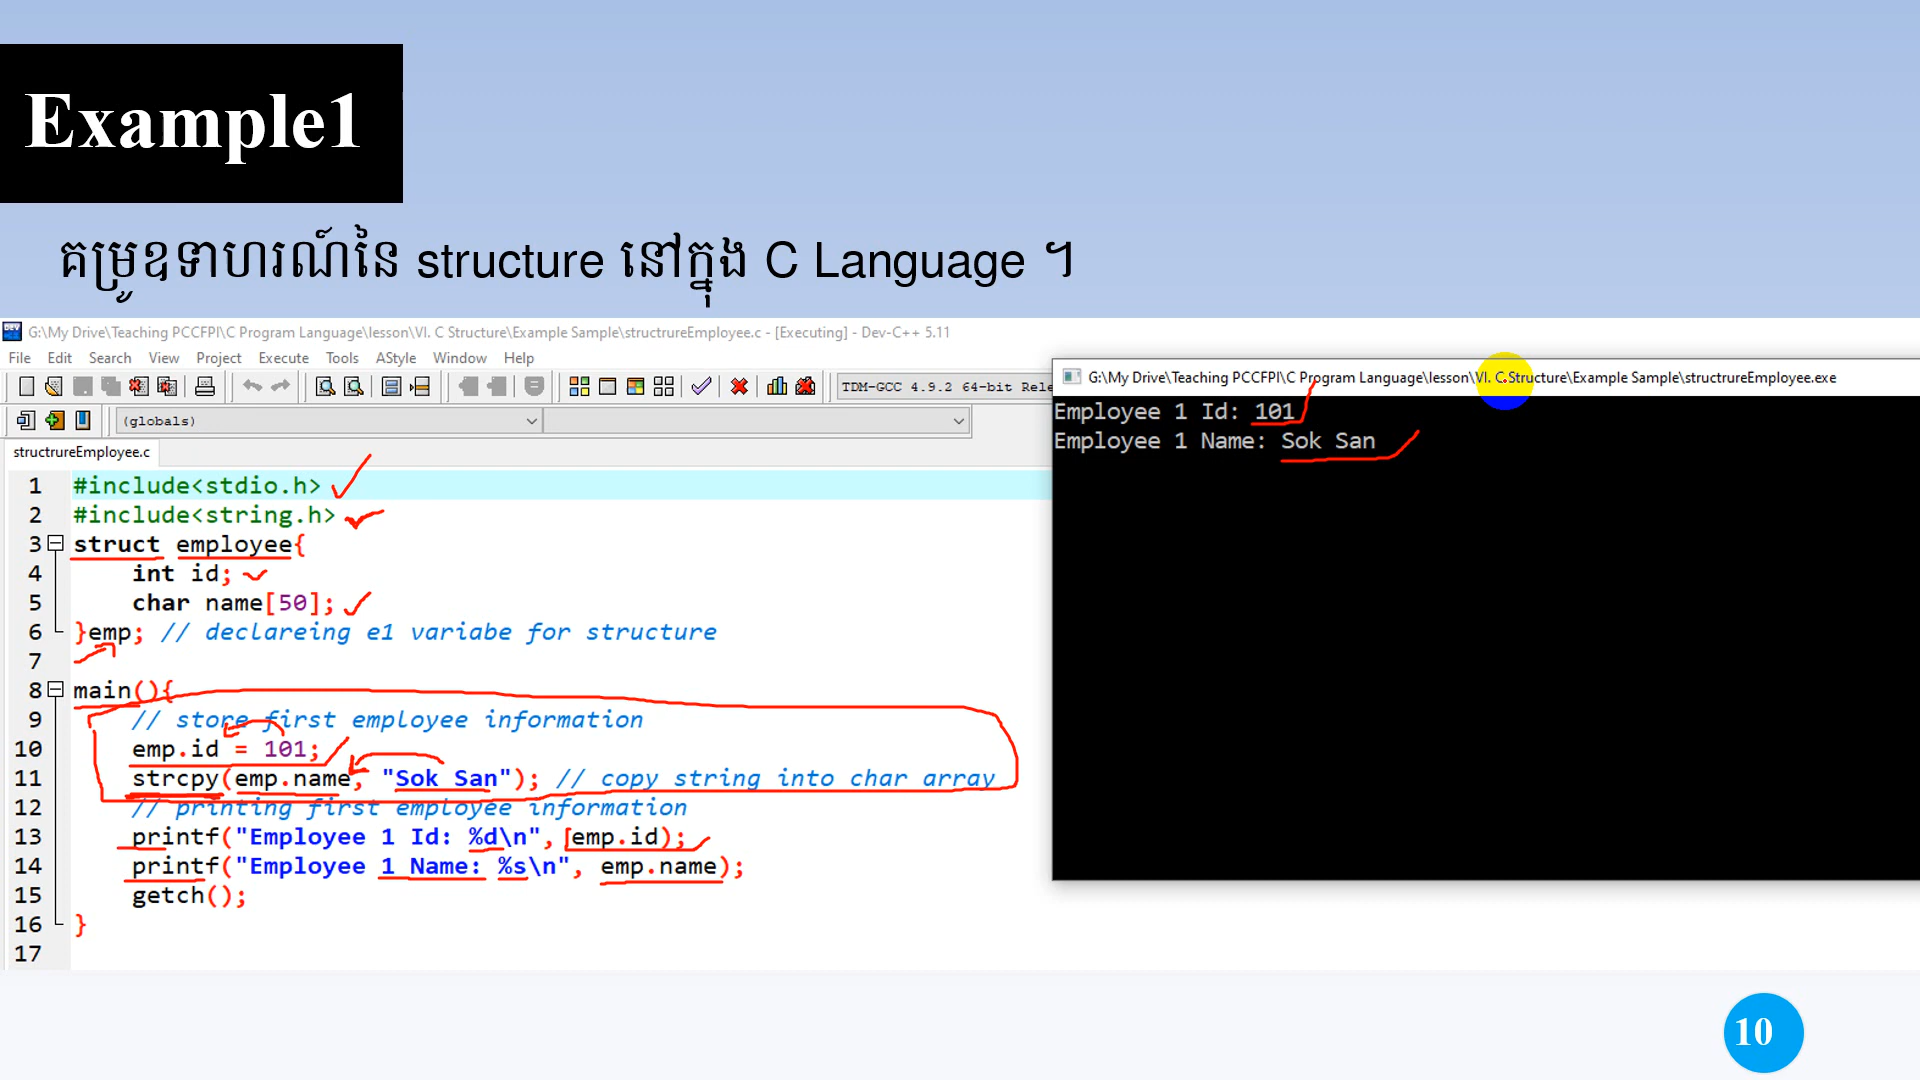 Example1
គម្រូឧទាហរណ៍នៃ structure នៅក្នុង C Language ។
G:\My Drive\Teaching PCCFPI\C Program Language\lesson\VI. C Structure\Example Sample\structrureEmployee.c - [Executing] - Dev-C++ 5.11
File Edit Search View Project Execute Tools AStyle Window Help
TDM-GCC 4.9.2 64-bit Rele
(globals)
structrureEmployee.c
1 #include<stdio.h>
2 #include<string.h>
3 struct employee{
4 int id;
5 char name[50];
6 }emp; // declareing e1 variabe for structure
7
8 main(){
9 // store first employee information
10 emp.id = 101;
11 strcpy(emp.name, "Sok San"); // copy string into char array
12 // printing first employee information
13 printf("Employee 1 Id: %d\n", emp.id);
14 printf("Employee 1 Name: %s\n", emp.name);
15 getch();
16 }
17
G:\My Drive\Teaching PCCFPI\C Program Language\lesson\VI. C Structure\Example Sample\structrureEmployee.exe
Employee 1 Id: 101
Employee 1 Name: Sok San
10